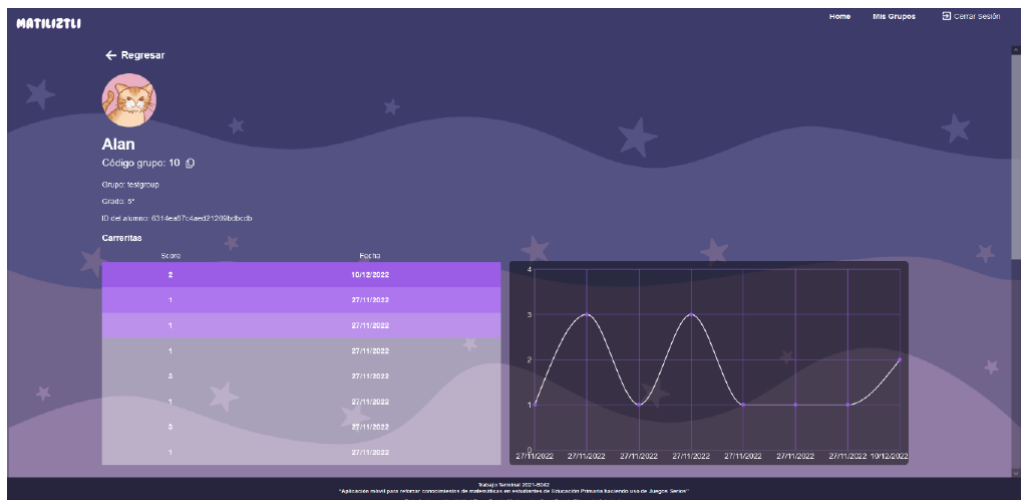 MATILIZTLI
Home Mis Grupos Cerrar Sesión
Regresar
Alan
Código grupo: 10
Grupo: testgroup
Grado: 5°
ID del alumno:
Carreritas
Score Fecha
2 10/12/2022
1 27/11/2022
1 27/11/2022
1 27/11/2022
3 27/11/2022
1 27/11/2022
3 27/11/2022
1 27/11/2022
4
3
2
1
0
27/11/2022 27/11/2022 27/11/2022 27/11/2022 27/11/2022 27/11/2022 27/11/2022 10/12/2022
Trabajo Terminal 2021-B042
"Aplicación móvil para reforzar conocimientos de matemáticas en estudiantes de Educación Primaria haciendo uso de Juegos Serios"